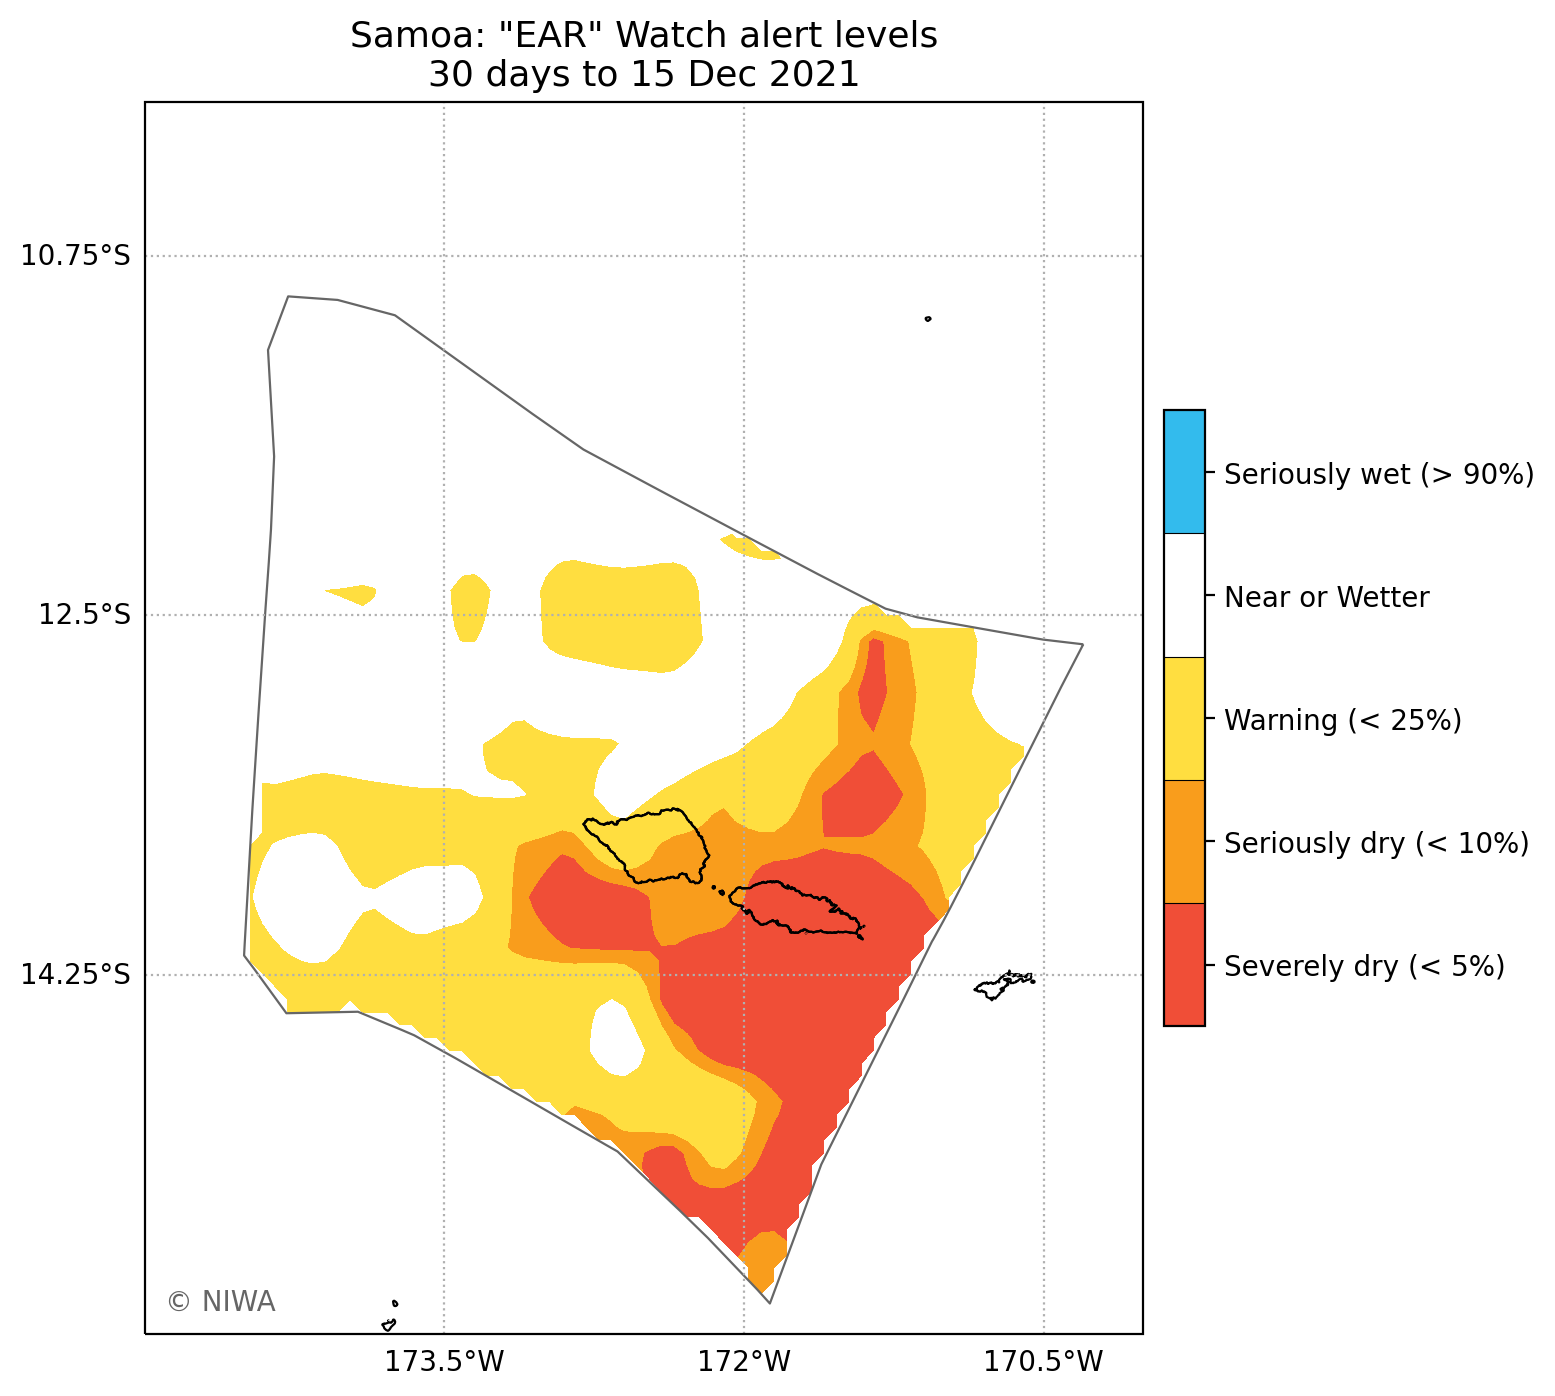 Samoa: "EAR" Watch alert levels
30 days to 15 Dec 2021
10.75°S
12.5°S
14.25°S
173.5°W
172°W
170.5°W
Seriously wet (> 90%)
Near or Wetter
Warning (< 25%)
Seriously dry (< 10%)
Severely dry (< 5%)
© NIWA